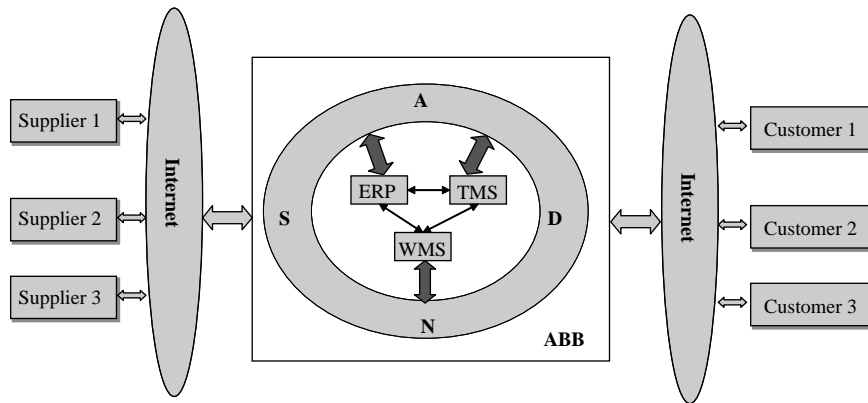 Supplier 1
Supplier 2
Supplier 3
Internet
A
S
D
N
ERP
TMS
WMS
ABB
Internet
Customer 1
Customer 2
Customer 3